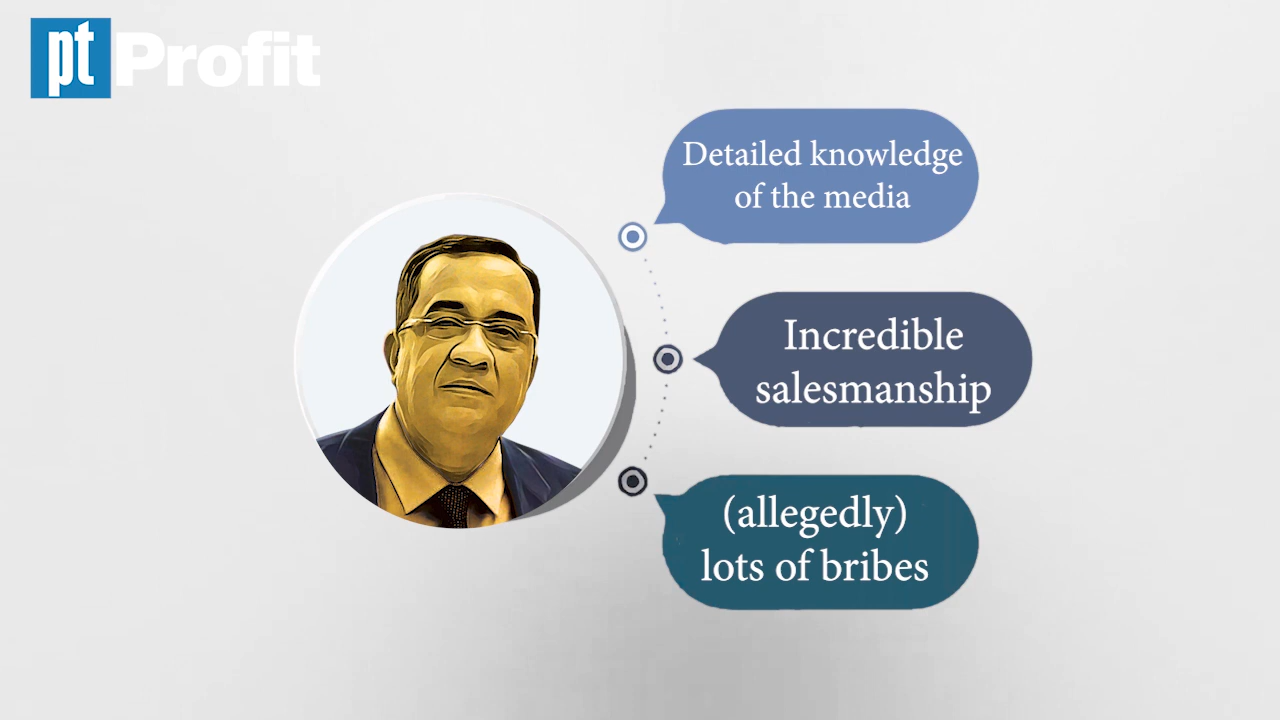 pt Profit
Detailed knowledge
of the media
Incredible
salesmanship
(allegedly)
lots of bribes